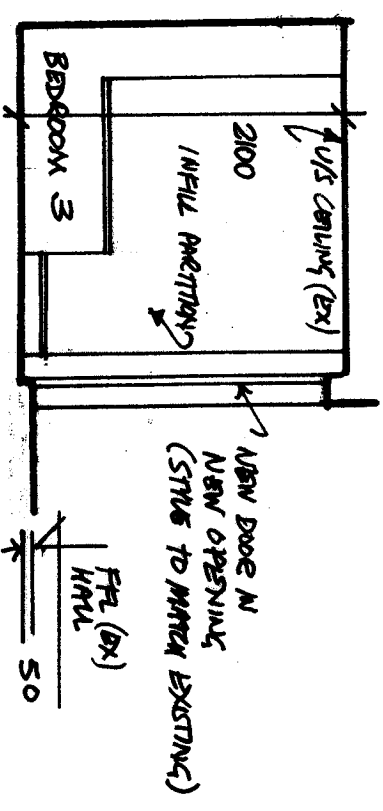 U/S CEILING (EX)
2100
INFILL PARTITION
BEDROOM 3
NEW DOOR IN
NEW OPENING
(STYLE TO MATCH EXISTING)
FFL (EX)
HALL
50